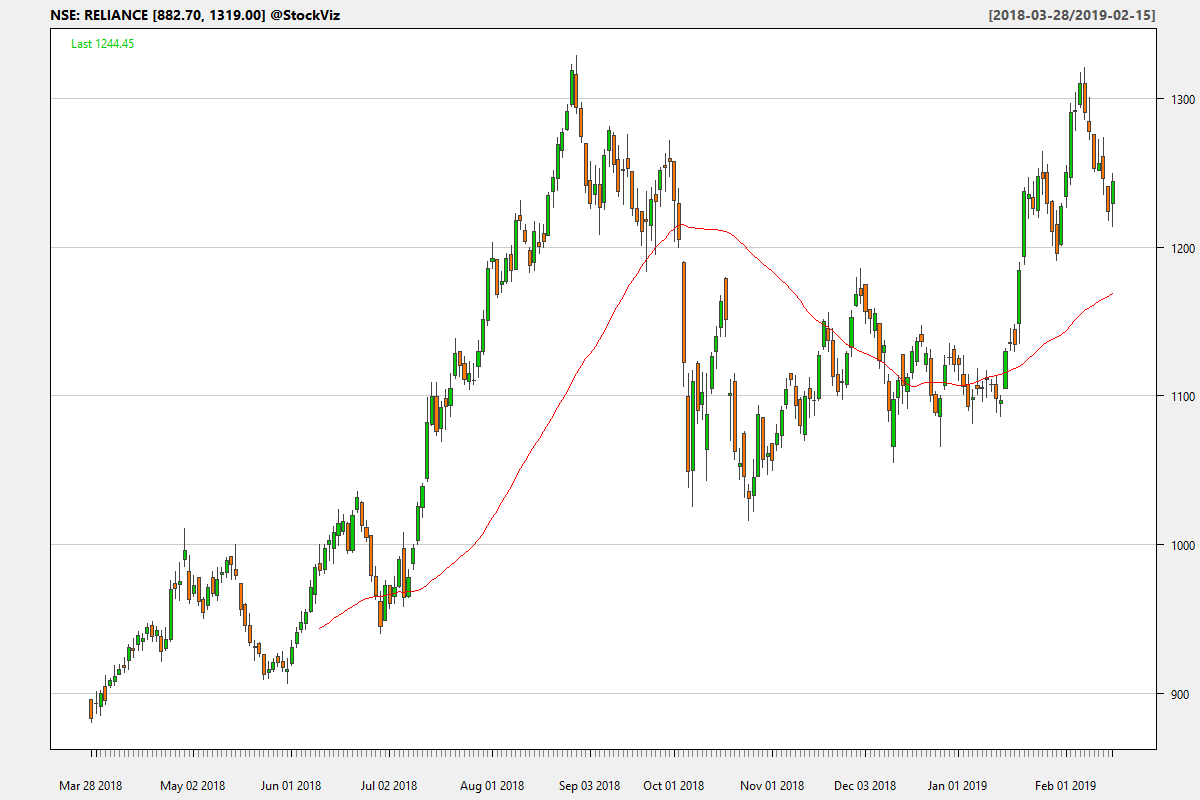 NSE: RELIANCE [882.70, 1319.00] @StockViz
[2018-03-28/2019-02-15]
Last 1244.45
1300
1200
1100
1000
900
Mar 28 2018
May 02 2018
Jun 01 2018
Jul 02 2018
Aug 01 2018
Sep 03 2018
Oct 01 2018
Nov 01 2018
Dec 03 2018
Jan 01 2019
Feb 01 2019